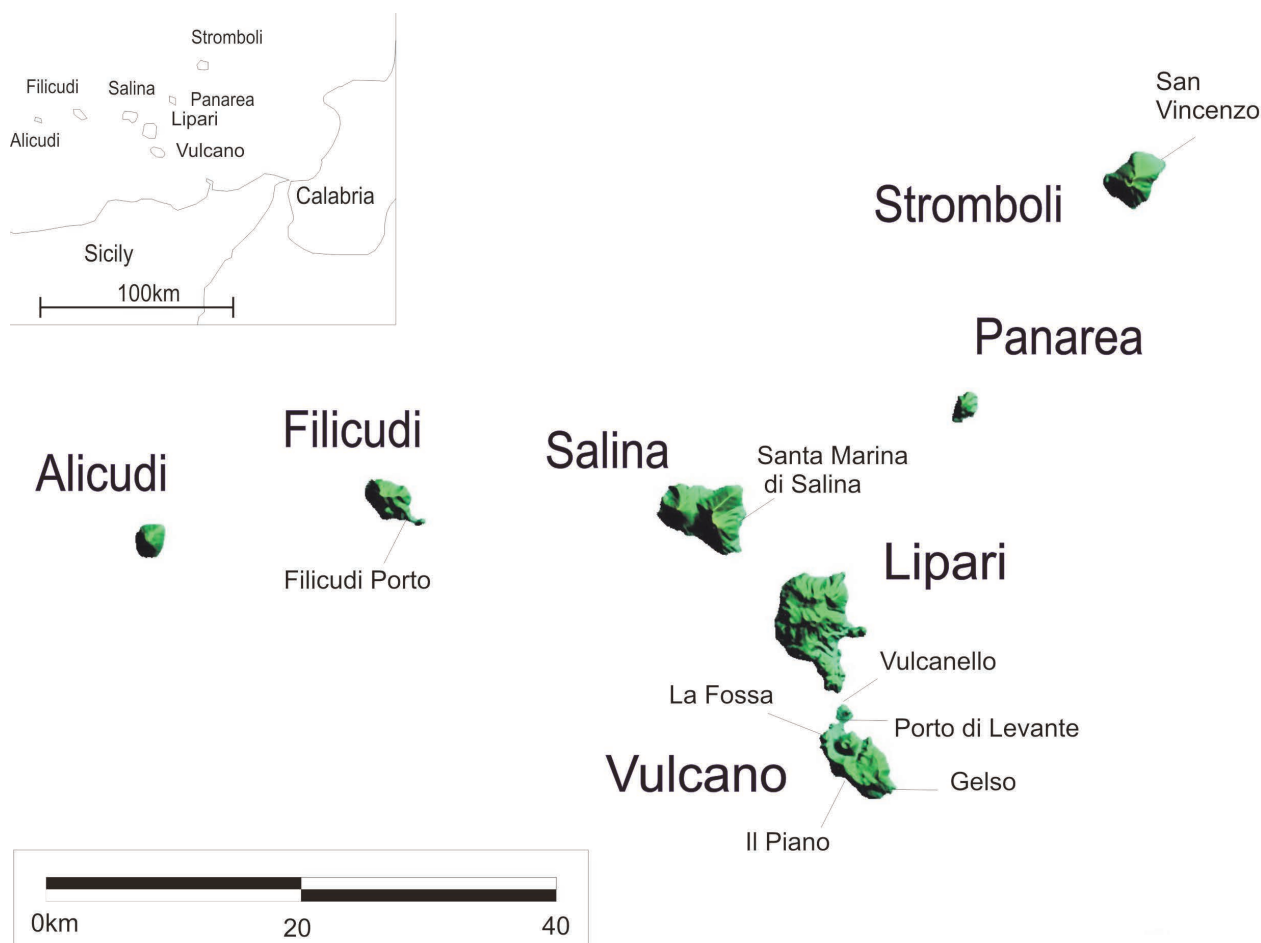 Stromboli
Filicudi
Salina
Panarea
Lipari
Alicudi
Vulcano
Calabria
Sicily
100km
San
Vincenzo
Stromboli
Panarea
Filicudi
Salina
Alicudi
Santa Marina
di Salina
Filicudi Porto
Lipari
Vulcanello
La Fossa
Porto di Levante
Vulcano
Gelso
Il Piano
0km
20
40